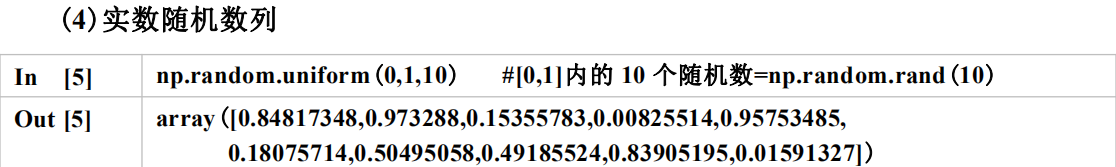 (4)实数随机数列
In [5] np.random.uniform(0,1,10) #[0,1]内的 10 个随机数=np.random.rand(10)
Out [5] array([0.84817348,0.973288,0.15355783,0.00825514,0.95753485,
0.18075714,0.50495058,0.49185524,0.83905195,0.01591327])